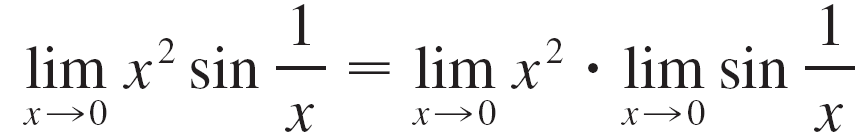 lim x→0 x² sin 1/x = lim x→0 x² · lim x→0 sin 1/x